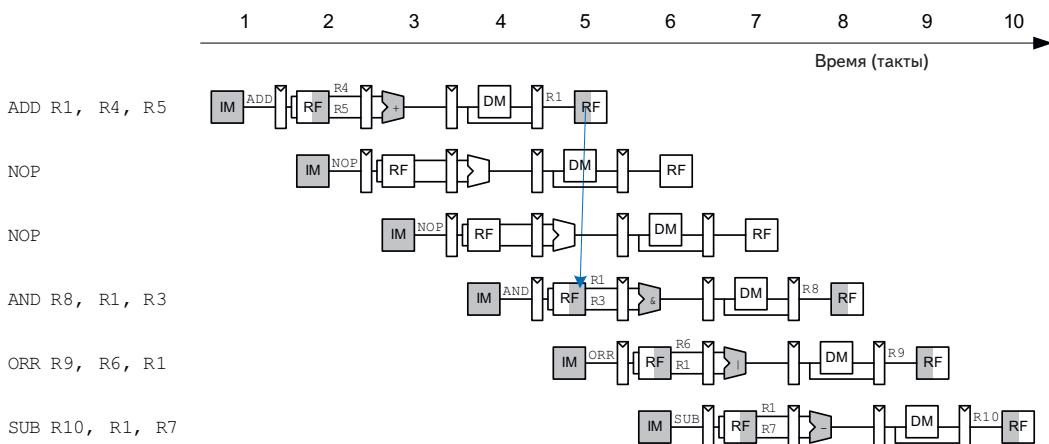 1 2 3 4 5 6 7 8 9 10
Время (такты)
ADD R1, R4, R5 IM ADD RF R4 R5 + DM R1 RF
NOP IM NOP RF DM RF
NOP IM NOP RF DM RF
AND R8, R1, R3 IM AND RF R1 R3 & DM R8 RF
ORR R9, R6, R1 IM ORR RF R6 R1 | DM R9 RF
SUB R10, R1, R7 IM SUB RF R1 R7 - DM R10 RF